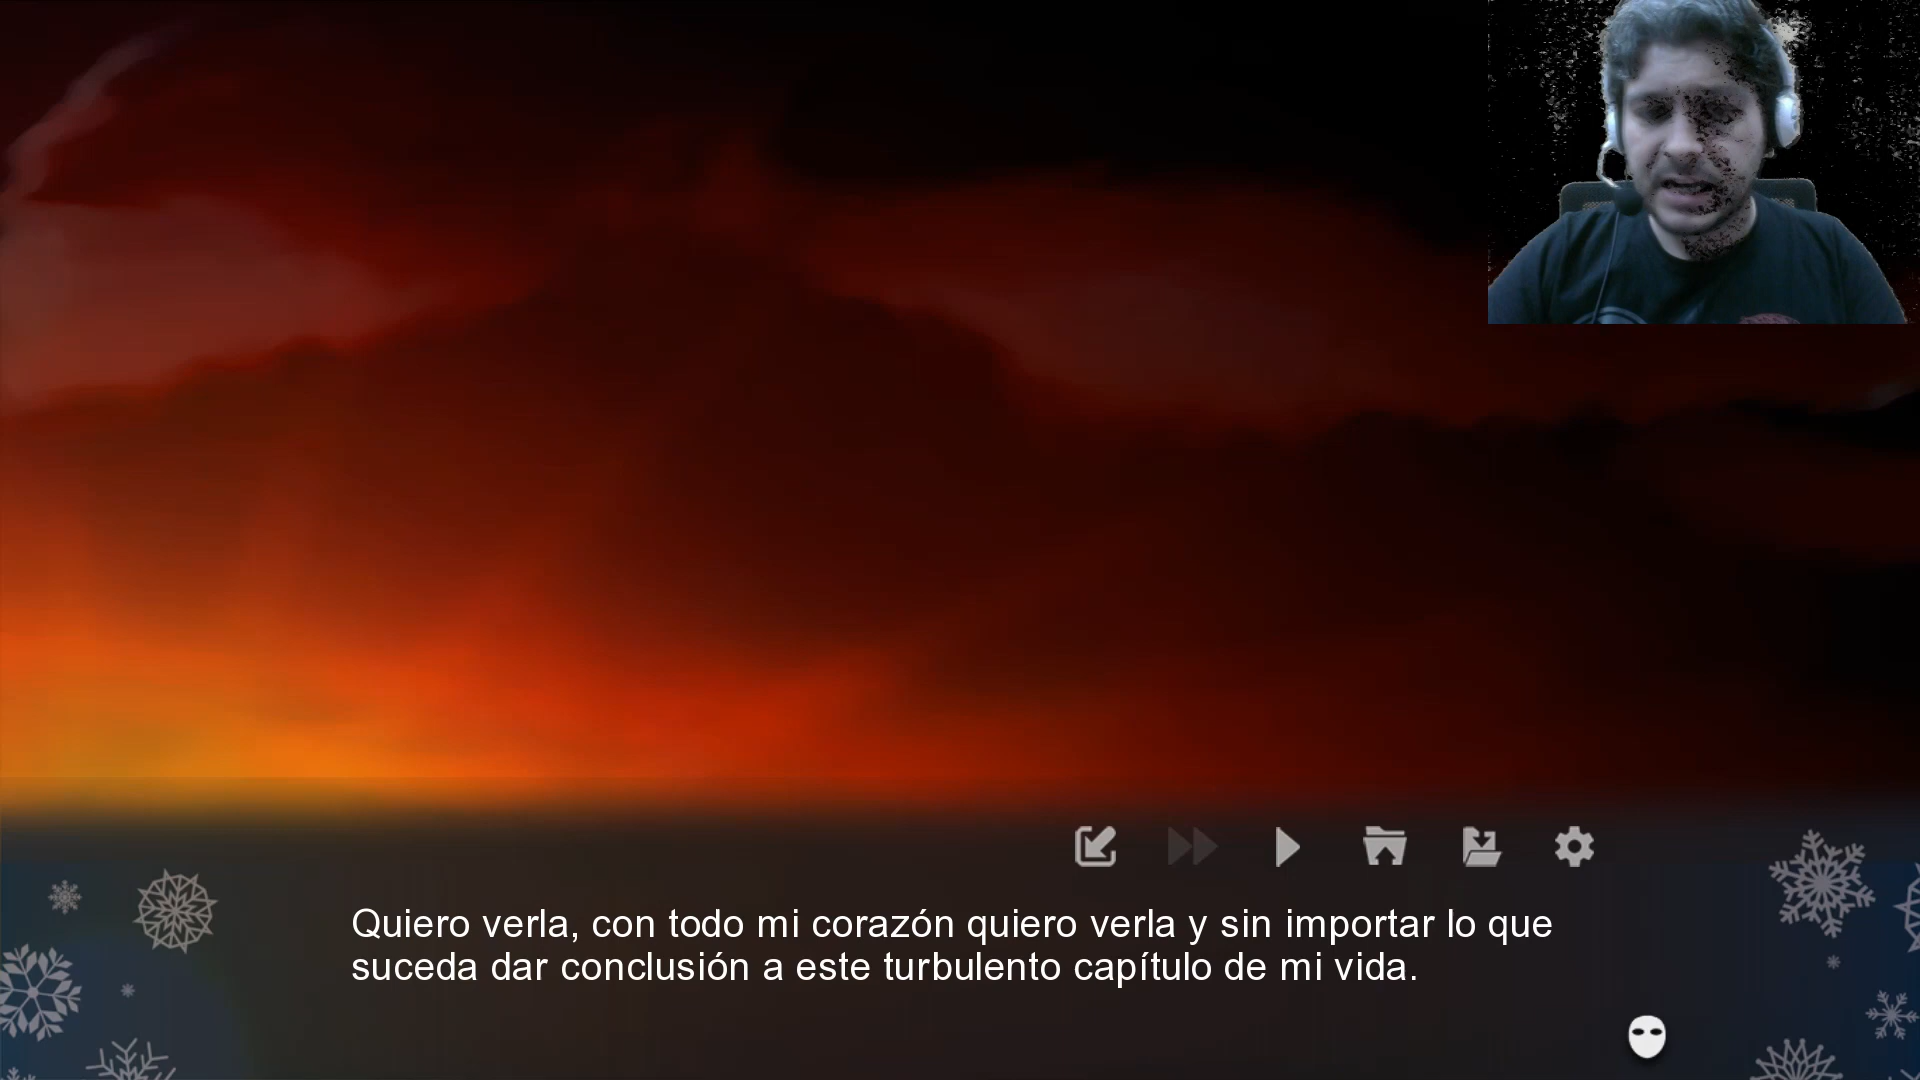 Quiero verla, con todo mi corazón quiero verla y sin importar lo que
suceda dar conclusión a este turbulento capítulo de mi vida.